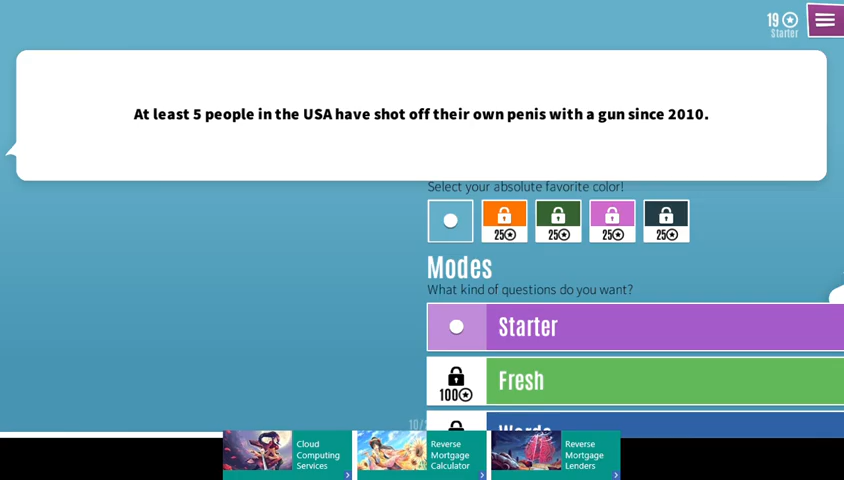 19
Starter
At least 5 people in the USA have shot off their own penis with a gun since 2010.
Select your absolute favorite color!
25
25
25
25
Modes
What kind of questions do you want?
Starter
Fresh
100
Words
Cloud
Computing
Services
Reverse
Mortgage
Calculator
Reverse
Mortgage
Lenders